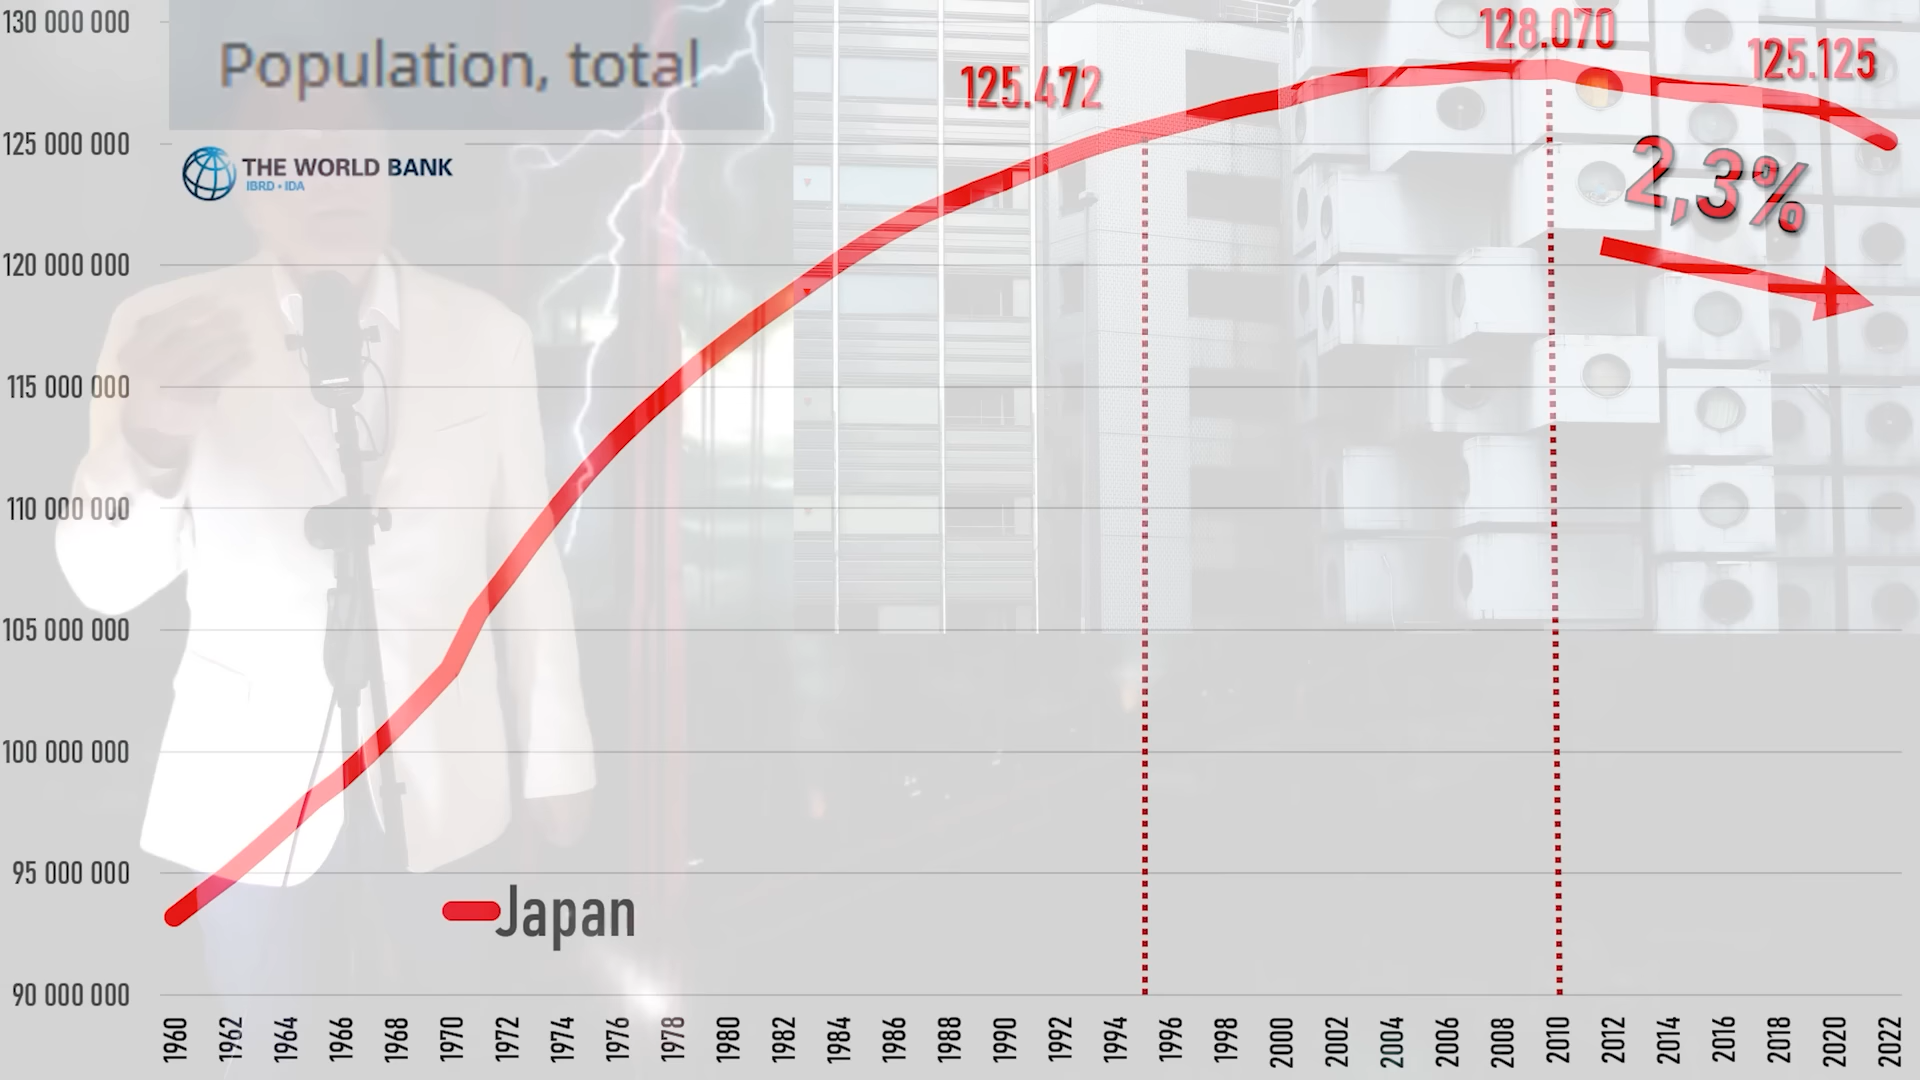 Population, total
THE WORLD BANK
IBRD • IDA
130 000 000
125 000 000
120 000 000
115 000 000
110 000 000
105 000 000
100 000 000
95 000 000
90 000 000
125.472
128.070
125.125
2,3%
Japan
1960 1962 1964 1966 1968 1970 1972 1974 1976 1978 1980 1982 1984 1986 1988 1990 1992 1994 1996 1998 2000 2002 2004 2006 2008 2010 2012 2014 2016 2018 2020 2022